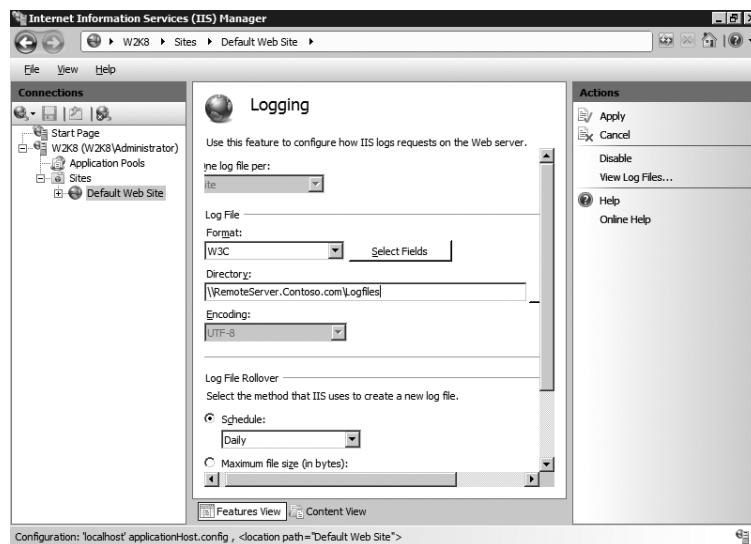 Internet Information Services (IIS) Manager
W2K8 Sites Default Web Site
File View Help
Connections
Start Page
W2K8 (W2K8\Administrator)
Application Pools
Sites
Default Web Site
Logging
Use this feature to configure how IIS logs requests on the Web server.
One log file per:
ite
Log File
Format:
W3C
Select Fields
Directory:
\\RemoteServer.Contoso.com\Logfiles
Encoding:
UTF-8
Log File Rollover
Select the method that IIS uses to create a new log file.
Schedule:
Daily
Maximum file size (in bytes):
Features View Content View
Actions
Apply
Cancel
Disable
View Log Files...
Help
Online Help
Configuration: 'localhost' applicationHost.config , <location path="Default Web Site">